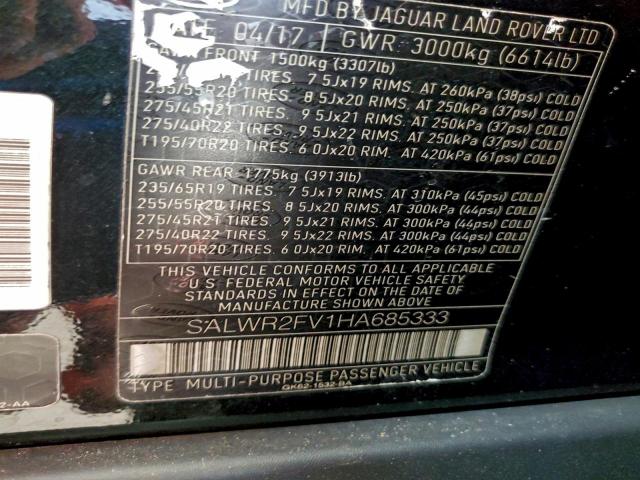 MFD BY JAGUAR LAND ROVER LTD
DATE 04/17 GWR 3000kg (6614lb)
GAWR FRONT 1500kg (3307lb)
TIRES. 7 5Jx19 RIMS. AT 260kPa (38psi) COLD
255/55R20 TIRES. 8 5Jx20 RIMS. AT 250kPa (37psi) COLD
275/45R21 TIRES. 9 5Jx21 RIMS. AT 250kPa (37psi) COLD
275/40R22 TIRES. 9 5Jx22 RIMS. AT 250kPa (37psi) COLD
T195/70R20 TIRES. 6 0Jx20 RIM. AT 420kPa (61psi) COLD
GAWR REAR 1775kg (3913lb)
235/65R19 TIRES. 7 5Jx19 RIMS. AT 310kPa (45psi) COLD
255/55R20 TIRES. 8 5Jx20 RIMS. AT 300kPa (44psi) COLD
275/45R21 TIRES. 9 5Jx21 RIMS. AT 300kPa (44psi) COLD
275/40R22 TIRES. 9 5Jx22 RIMS. AT 300kPa (44psi) COLD
T195/70R20 TIRES. 6 0Jx20 RIM. AT 420kPa (61psi) COLD
THIS VEHICLE CONFORMS TO ALL APPLICABLE
U S FEDERAL MOTOR VEHICLE SAFETY
STANDARDS IN EFFECT ON THE DATE OF
MANUFACTURE SHOWN ABOVE
SALWR2FV1HA685333
TYPE MULTI-PURPOSE PASSENGER VEHICLE
GK62-1532-BA
2-AA